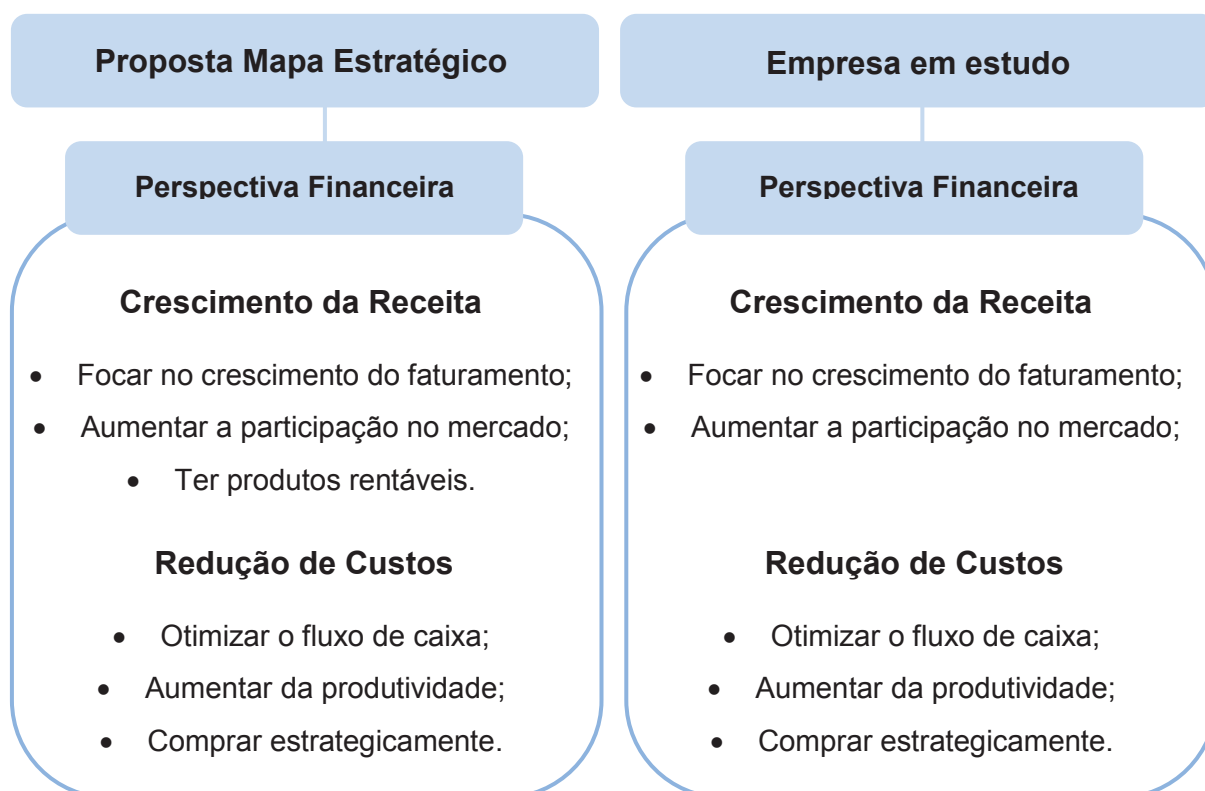 Proposta Mapa Estratégico
Perspectiva Financeira
Crescimento da Receita
• Focar no crescimento do faturamento;
• Aumentar a participação no mercado;
• Ter produtos rentáveis.
Redução de Custos
• Otimizar o fluxo de caixa;
• Aumentar da produtividade;
• Comprar estrategicamente.
Empresa em estudo
Perspectiva Financeira
Crescimento da Receita
• Focar no crescimento do faturamento;
• Aumentar a participação no mercado;
Redução de Custos
• Otimizar o fluxo de caixa;
• Aumentar da produtividade;
• Comprar estrategicamente.